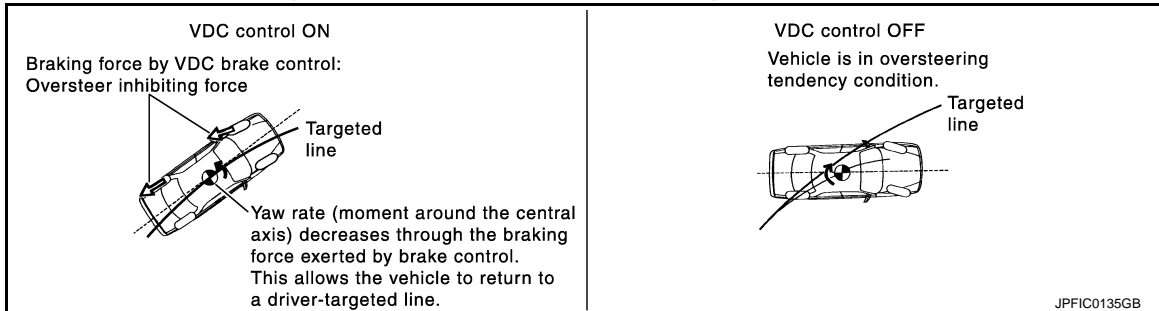 VDC control ON
Braking force by VDC brake control:
Oversteer inhibiting force
Targeted
line
Yaw rate (moment around the central
axis) decreases through the braking
force exerted by brake control.
This allows the vehicle to return to
a driver-targeted line.
VDC control OFF
Vehicle is in oversteering
tendency condition.
Targeted
line
JPFIC0135GB